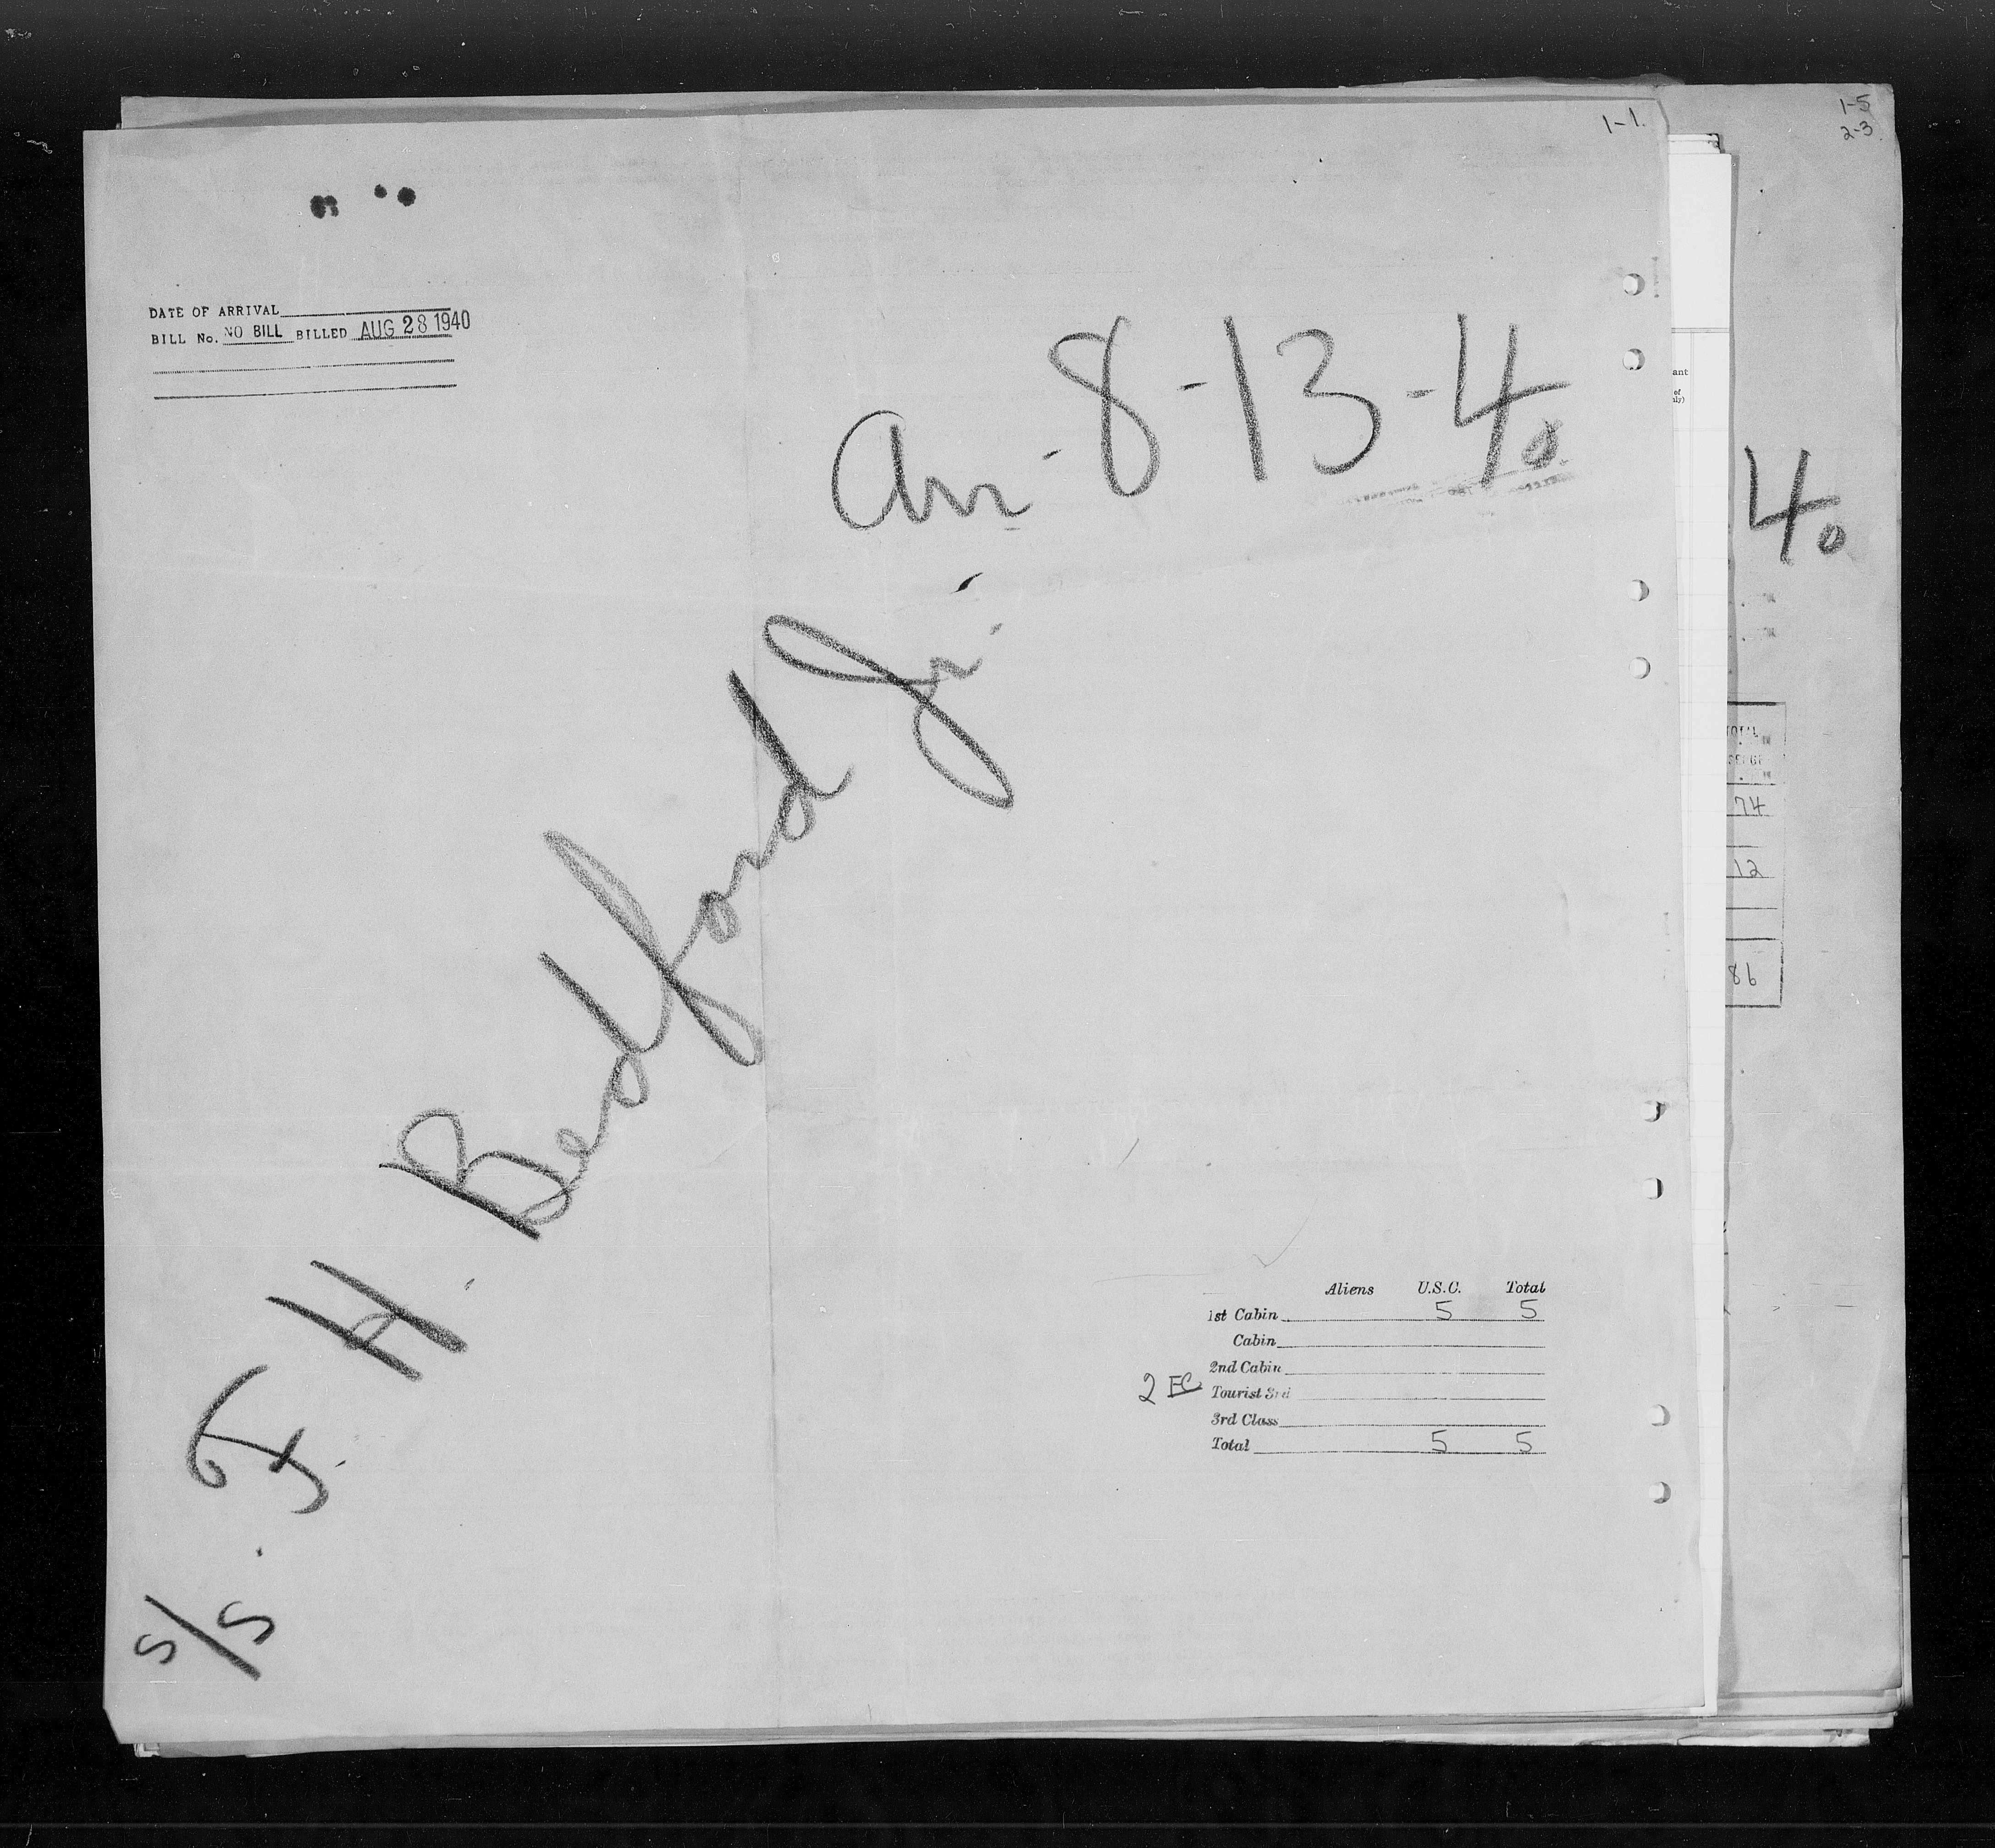 1-1.
1-5
2-3
DATE OF ARRIVAL
BILL No. NO BILL BILLED AUG 28 1940
Arr - 8-13-40
40
S/S. F. H. Bedford Jr.
ant
of
74
12
86
Aliens U.S.C. Total
1st Cabin 5 5
Cabin
2nd Cabin
2 EC Tourist 3rd
3rd Class
Total 5 5